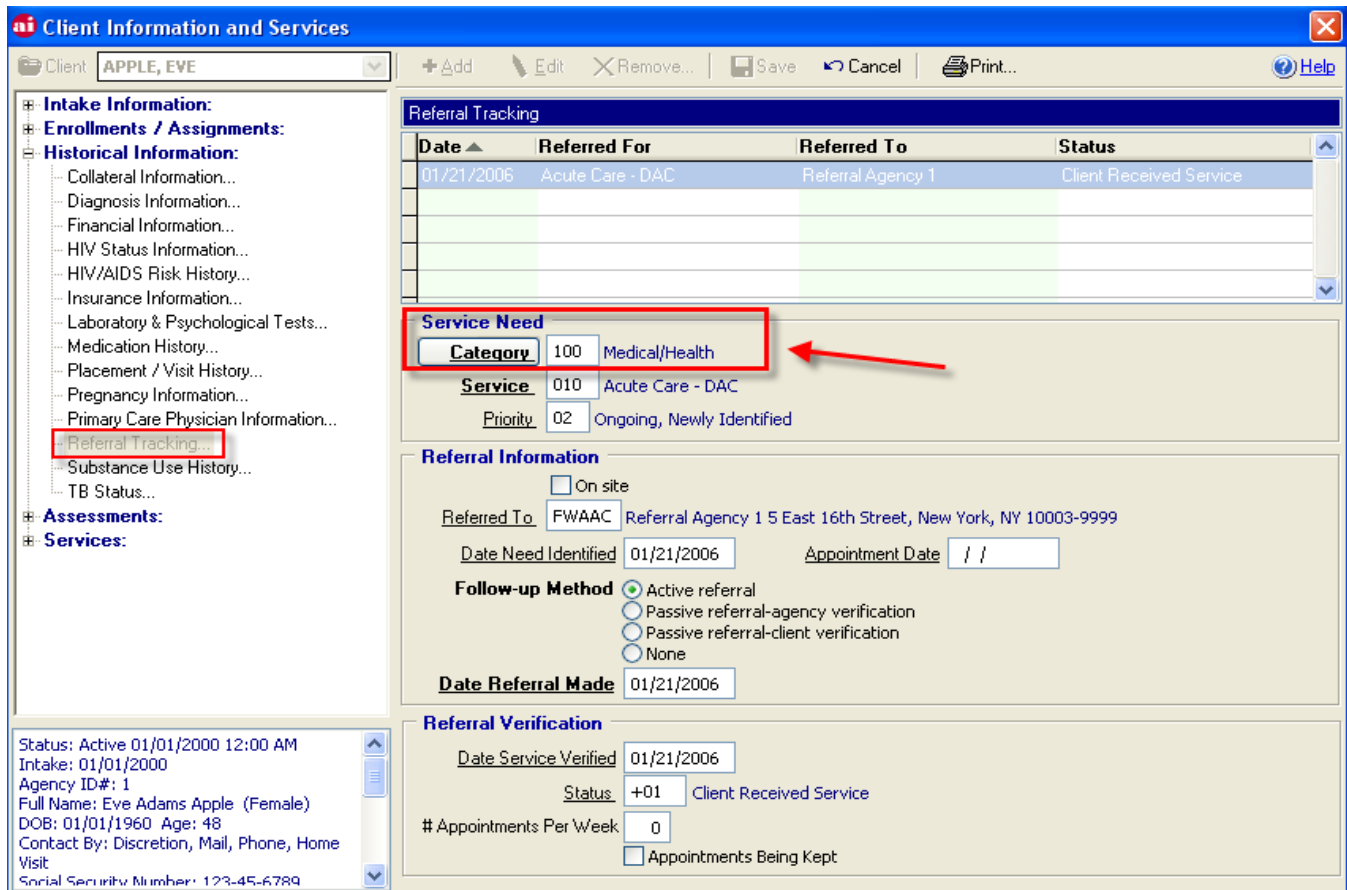 ai Client Information and Services
Client APPLE, EVE Add Edit Remove... Save Cancel Print... Help
Intake Information:
Enrollments / Assignments:
Historical Information:
Collateral Information...
Diagnosis Information...
Financial Information...
HIV Status Information...
HIV/AIDS Risk History...
Insurance Information...
Laboratory & Psychological Tests...
Medication History...
Placement / Visit History...
Pregnancy Information...
Primary Care Physician Information...
Referral Tracking...
Substance Use History...
TB Status...
Assessments:
Services:
Status: Active 01/01/2000 12:00 AM
Intake: 01/01/2000
Agency ID#: 1
Full Name: Eve Adams Apple (Female)
DOB: 01/01/1960 Age: 48
Contact By: Discretion, Mail, Phone, Home
Visit
Social Security Number: 123-45-6789
Referral Tracking
Date Referred For Referred To Status
01/21/2006 Acute Care - DAC Referral Agency 1 Client Received Service
Service Need
Category 100 Medical/Health
Service 010 Acute Care - DAC
Priority 02 Ongoing, Newly Identified
Referral Information
On site
Referred To FWAAC Referral Agency 1 5 East 16th Street, New York, NY 10003-9999
Date Need Identified 01/21/2006 Appointment Date / /
Follow-up Method Active referral
Passive referral-agency verification
Passive referral-client verification
None
Date Referral Made 01/21/2006
Referral Verification
Date Service Verified 01/21/2006
Status +01 Client Received Service
# Appointments Per Week 0
Appointments Being Kept